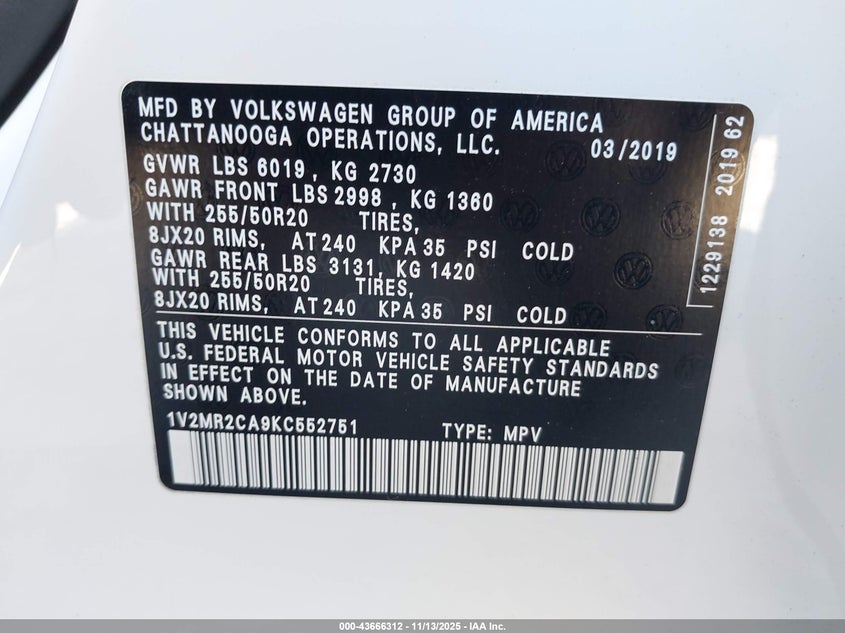 MFD BY VOLKSWAGEN GROUP OF AMERICA
CHATTANOOGA OPERATIONS, LLC. 03/2019
GVWR LBS 6019, KG 2730
GAWR FRONT LBS 2998, KG 1360
WITH 255/50R20 TIRES,
8JX20 RIMS, AT 240 KPA 35 PSI COLD
GAWR REAR LBS 3131, KG 1420
WITH 255/50R20 TIRES,
8JX20 RIMS, AT 240 KPA 35 PSI COLD
THIS VEHICLE CONFORMS TO ALL APPLICABLE
U.S. FEDERAL MOTOR VEHICLE SAFETY STANDARDS
IN EFFECT ON THE DATE OF MANUFACTURE
SHOWN ABOVE.
1V2MR2CA9KC552751 TYPE: MPV
1229138 2019 62
000-43666312 | 11/13/2025 - IAA Inc.